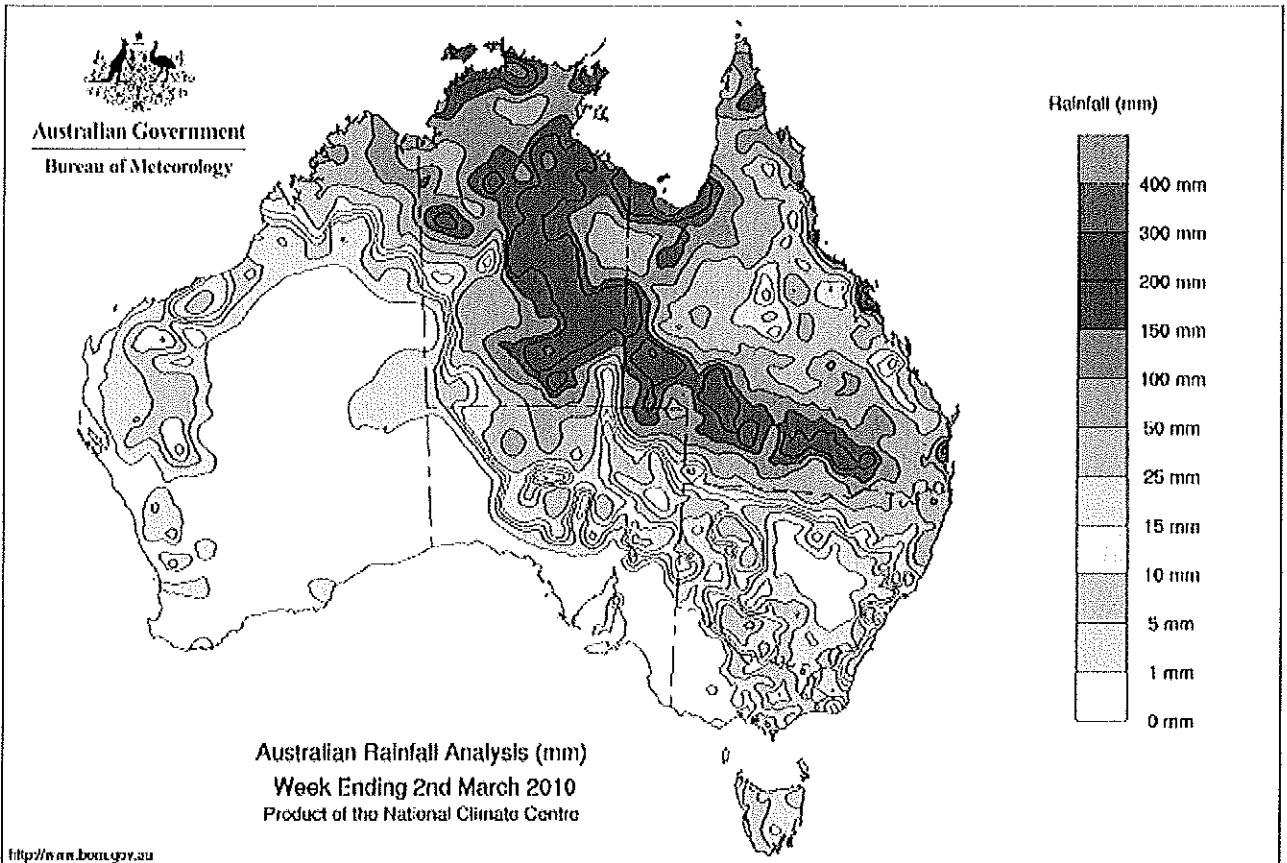 Australian Government
Bureau of Meteorology
Rainfall (mm)
400 mm
300 mm
200 mm
150 mm
100 mm
50 mm
25 mm
15 mm
10 mm
5 mm
1 mm
0 mm
Australian Rainfall Analysis (mm)
Week Ending 2nd March 2010
Product of the National Climate Centre
http://www.bom.gov.au